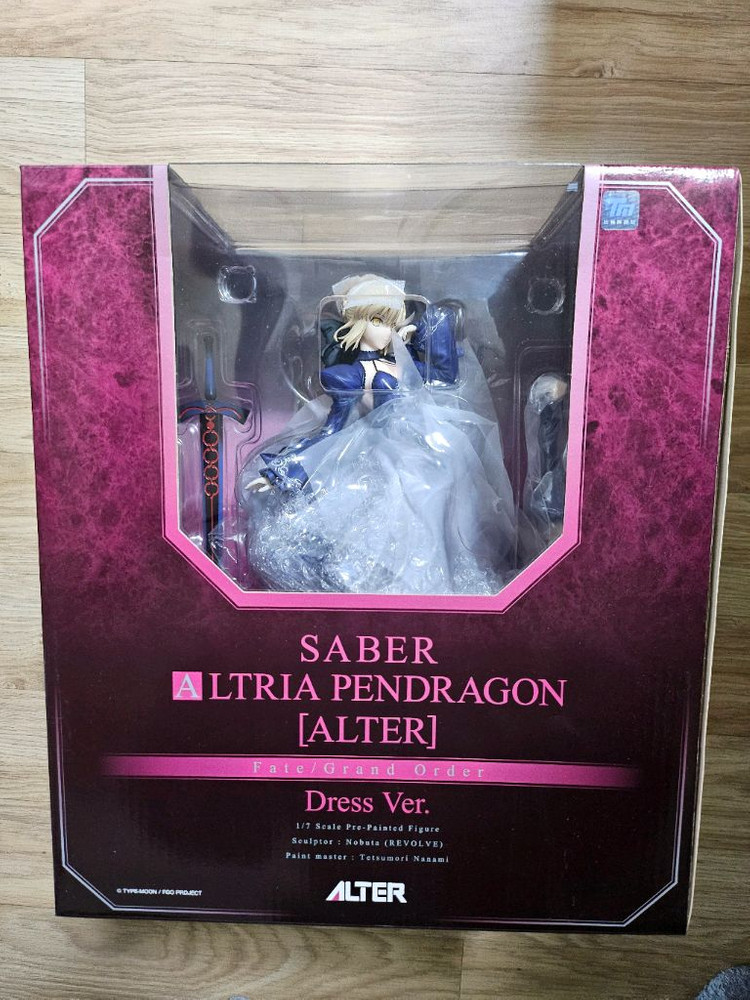 SABER
ALTRIA PENDRAGON
[ALTER]
Fate/Grand Order
Dress Ver.
1/7 Scale Pre-Painted Figure
Sculptor : Nobuta (REVOLVE)
Paint master : Tetsumori Nanami
© TYPE-MOON / FGO PROJECT
ALTER